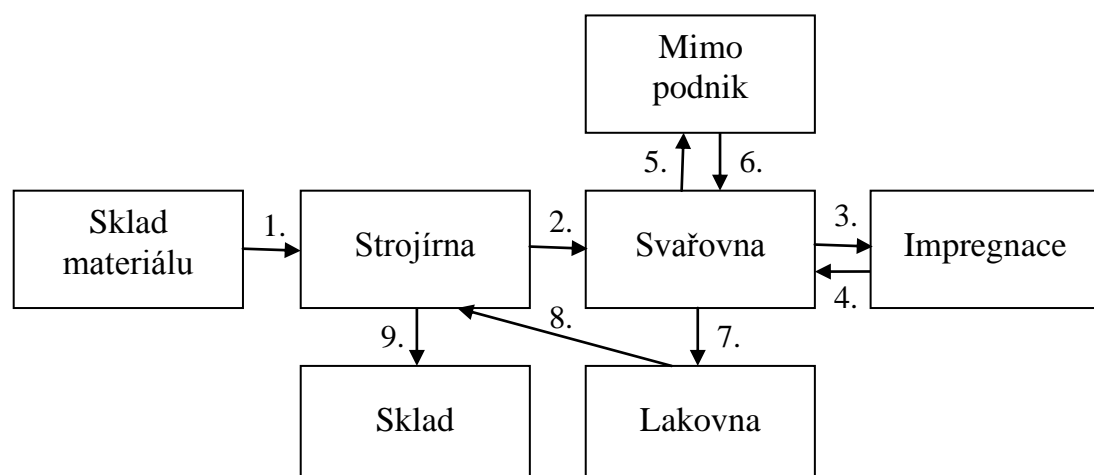 Mimo
podnik
5.
6.
Sklad
materiálu
1.
Strojírna
2.
Svařovna
3.
4.
Impregnace
9.
8.
7.
Sklad
Lakovna